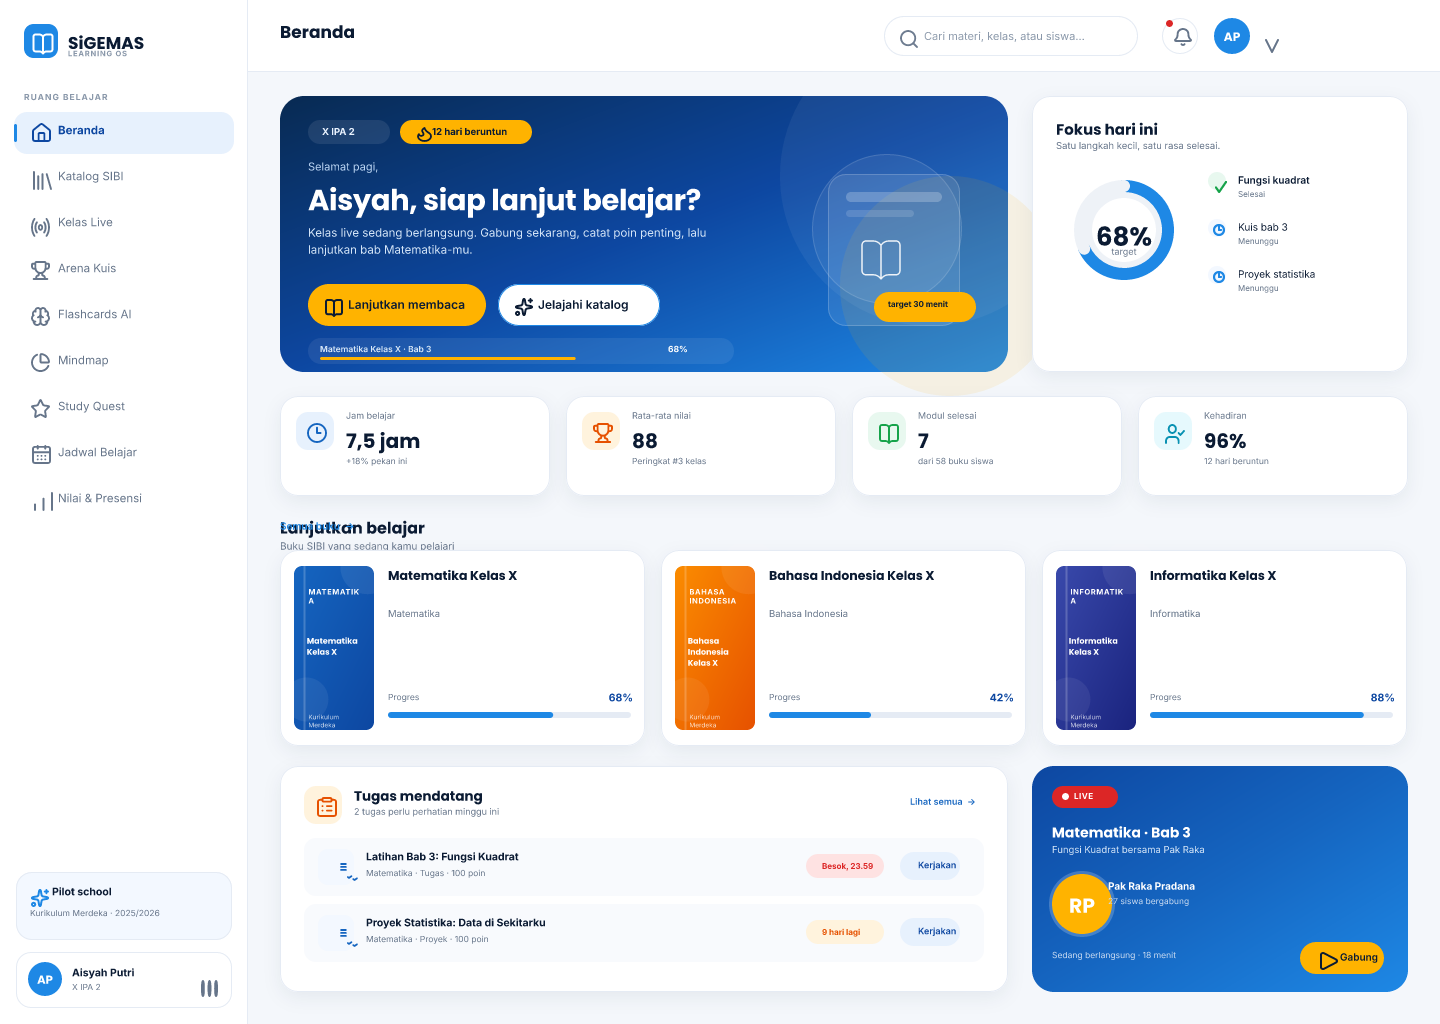 SiGEMAS
LEARNING OS
RUANG BELAJAR
Beranda
Katalog SIBI
Kelas Live
Arena Kuis
Flashcards AI
Mindmap
Study Quest
Jadwal Belajar
Nilai & Presensi
Pilot school
Kurikulum Merdeka · 2025/2026
AP
Aisyah Putri
X IPA 2
Beranda
Cari materi, kelas, atau siswa...
AP
X IPA 2
12 hari beruntun
Selamat pagi,
Aisyah, siap lanjut belajar?
Kelas live sedang berlangsung. Gabung sekarang, catat poin penting, lalu
lanjutkan bab Matematika-mu.
Lanjutkan membaca
Jelajahi katalog
Matematika Kelas X · Bab 3
68%
target 30 menit
Fokus hari ini
Satu langkah kecil, satu rasa selesai.
68%
target
Fungsi kuadrat
Selesai
Kuis bab 3
Menunggu
Proyek statistika
Menunggu
Jam belajar
7,5 jam
+18% pekan ini
Rata-rata nilai
88
Peringkat #3 kelas
Modul selesai
7
dari 58 buku siswa
Kehadiran
96%
12 hari beruntun
Lanjutkan belajar
Buku SIBI yang sedang kamu pelajari
MATEMATIK
A
Matematika
Kelas X
Kurikulum
Merdeka
Matematika Kelas X
Matematika
Progres
68%
BAHASA
INDONESIA
Bahasa
Indonesia
Kelas X
Kurikulum
Merdeka
Bahasa Indonesia Kelas X
Bahasa Indonesia
Progres
42%
INFORMATIK
A
Informatika
Kelas X
Kurikulum
Merdeka
Informatika Kelas X
Informatika
Progres
88%
Tugas mendatang
2 tugas perlu perhatian minggu ini
Lihat semua →
Latihan Bab 3: Fungsi Kuadrat
Matematika · Tugas · 100 poin
Besok, 23.59
Kerjakan
Proyek Statistika: Data di Sekitarku
Matematika · Proyek · 100 poin
9 hari lagi
Kerjakan
LIVE
Matematika · Bab 3
Fungsi Kuadrat bersama Pak Raka
RP
Pak Raka Pradana
27 siswa bergabung
Sedang berlangsung · 18 menit
Gabung